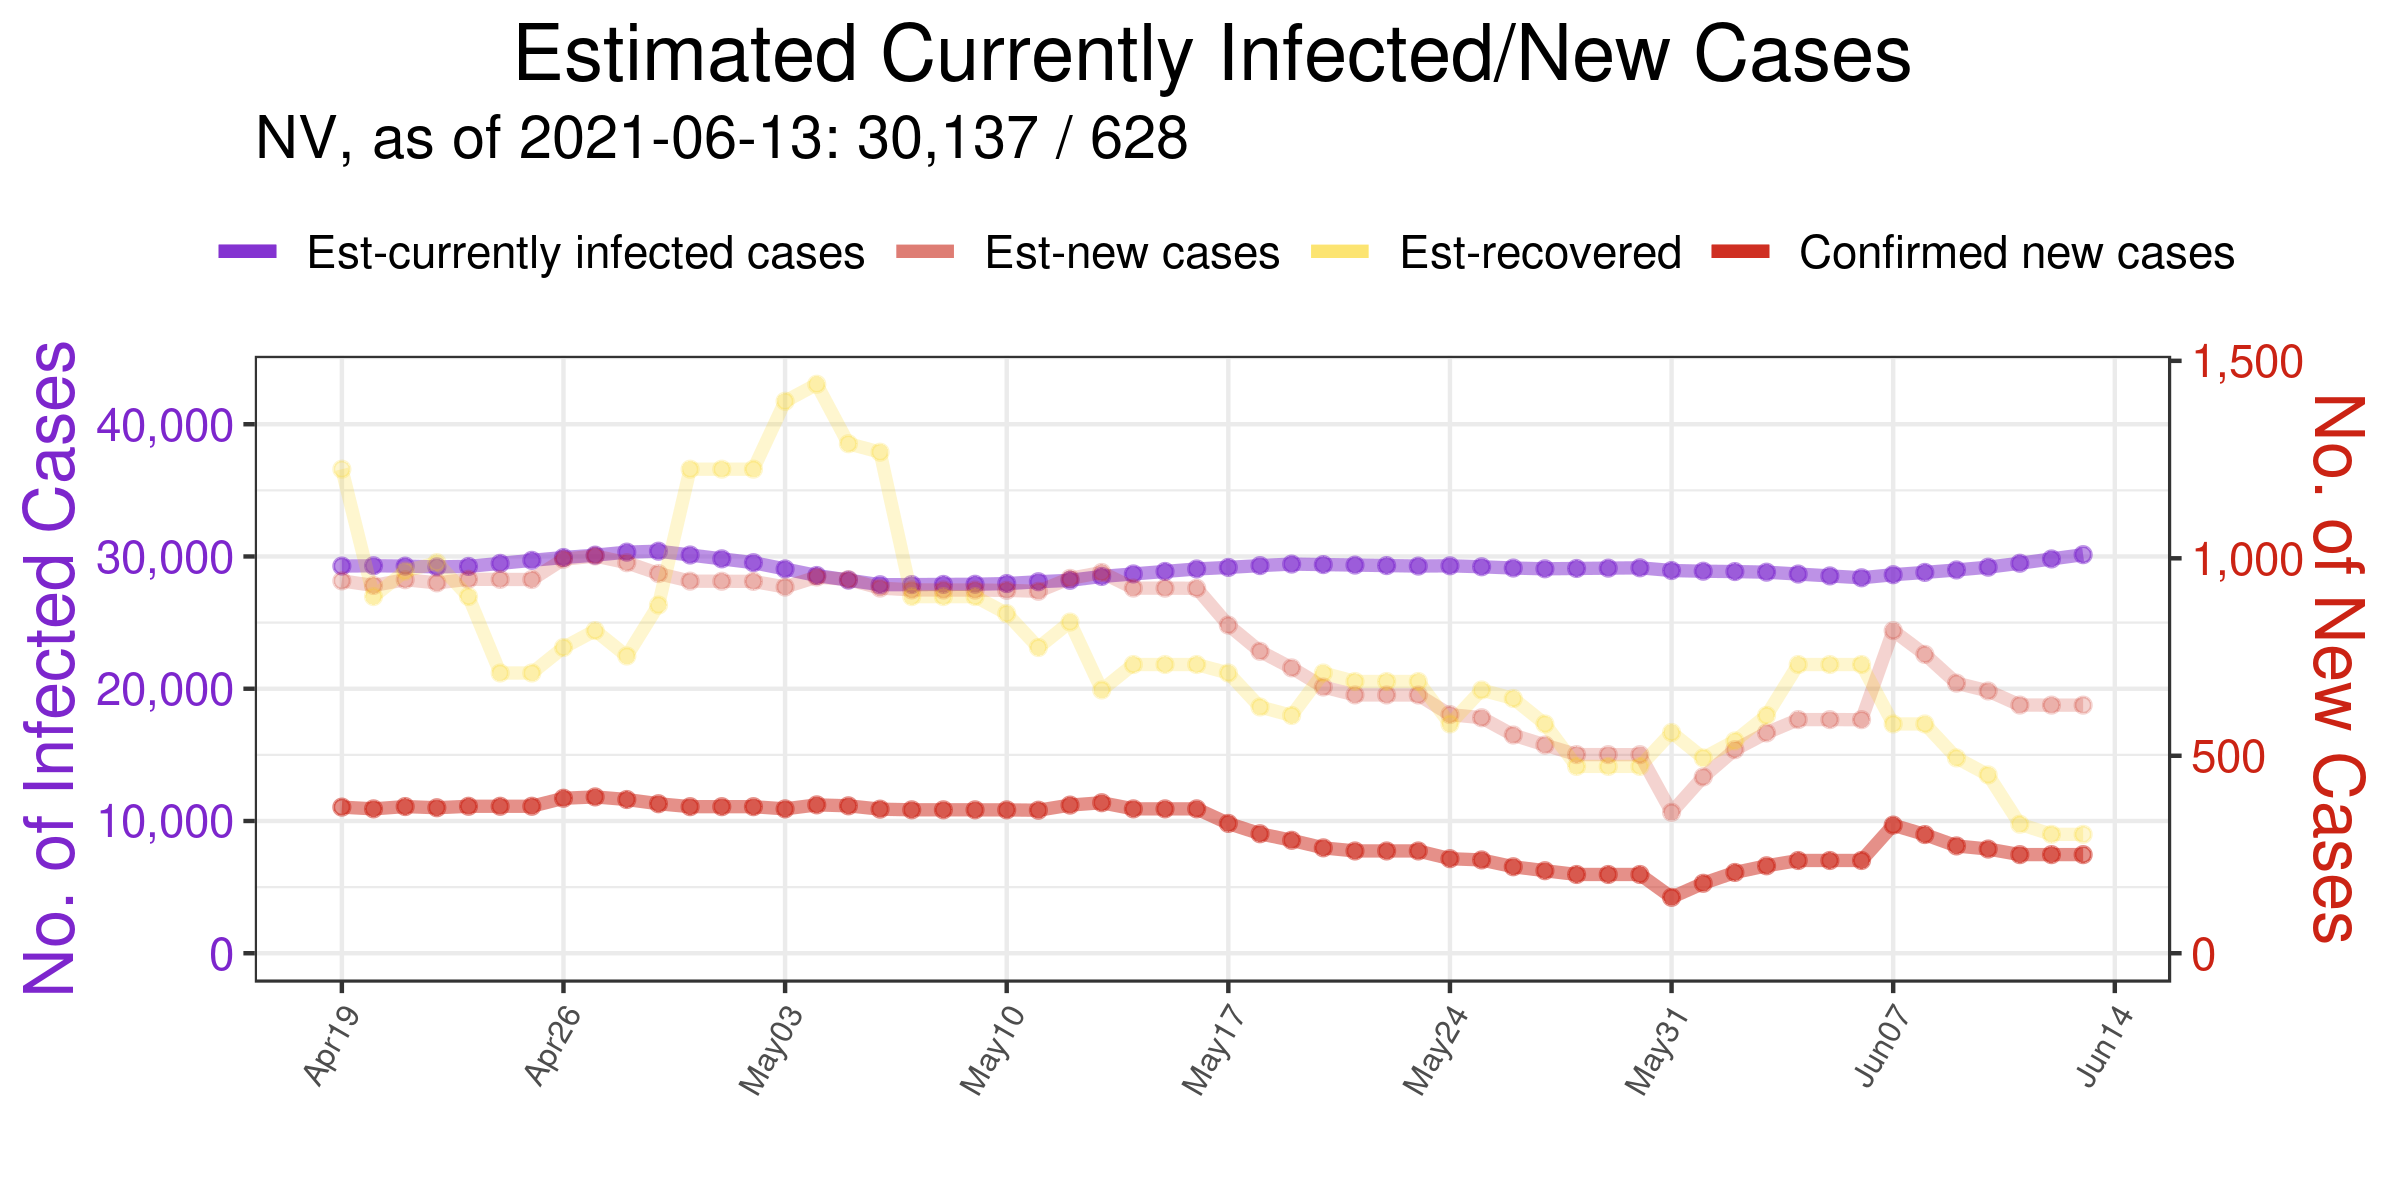 Estimated Currently Infected/New Cases
NV, as of 2021-06-13: 30,137 / 628
Est-currently infected cases Est-new cases Est-recovered Confirmed new cases
No. of Infected Cases
40,000
30,000
20,000
10,000
0
1,500
1,000
500
0
No. of New Cases
Apr19 Apr26 May03 May10 May17 May24 May31 Jun07 Jun14